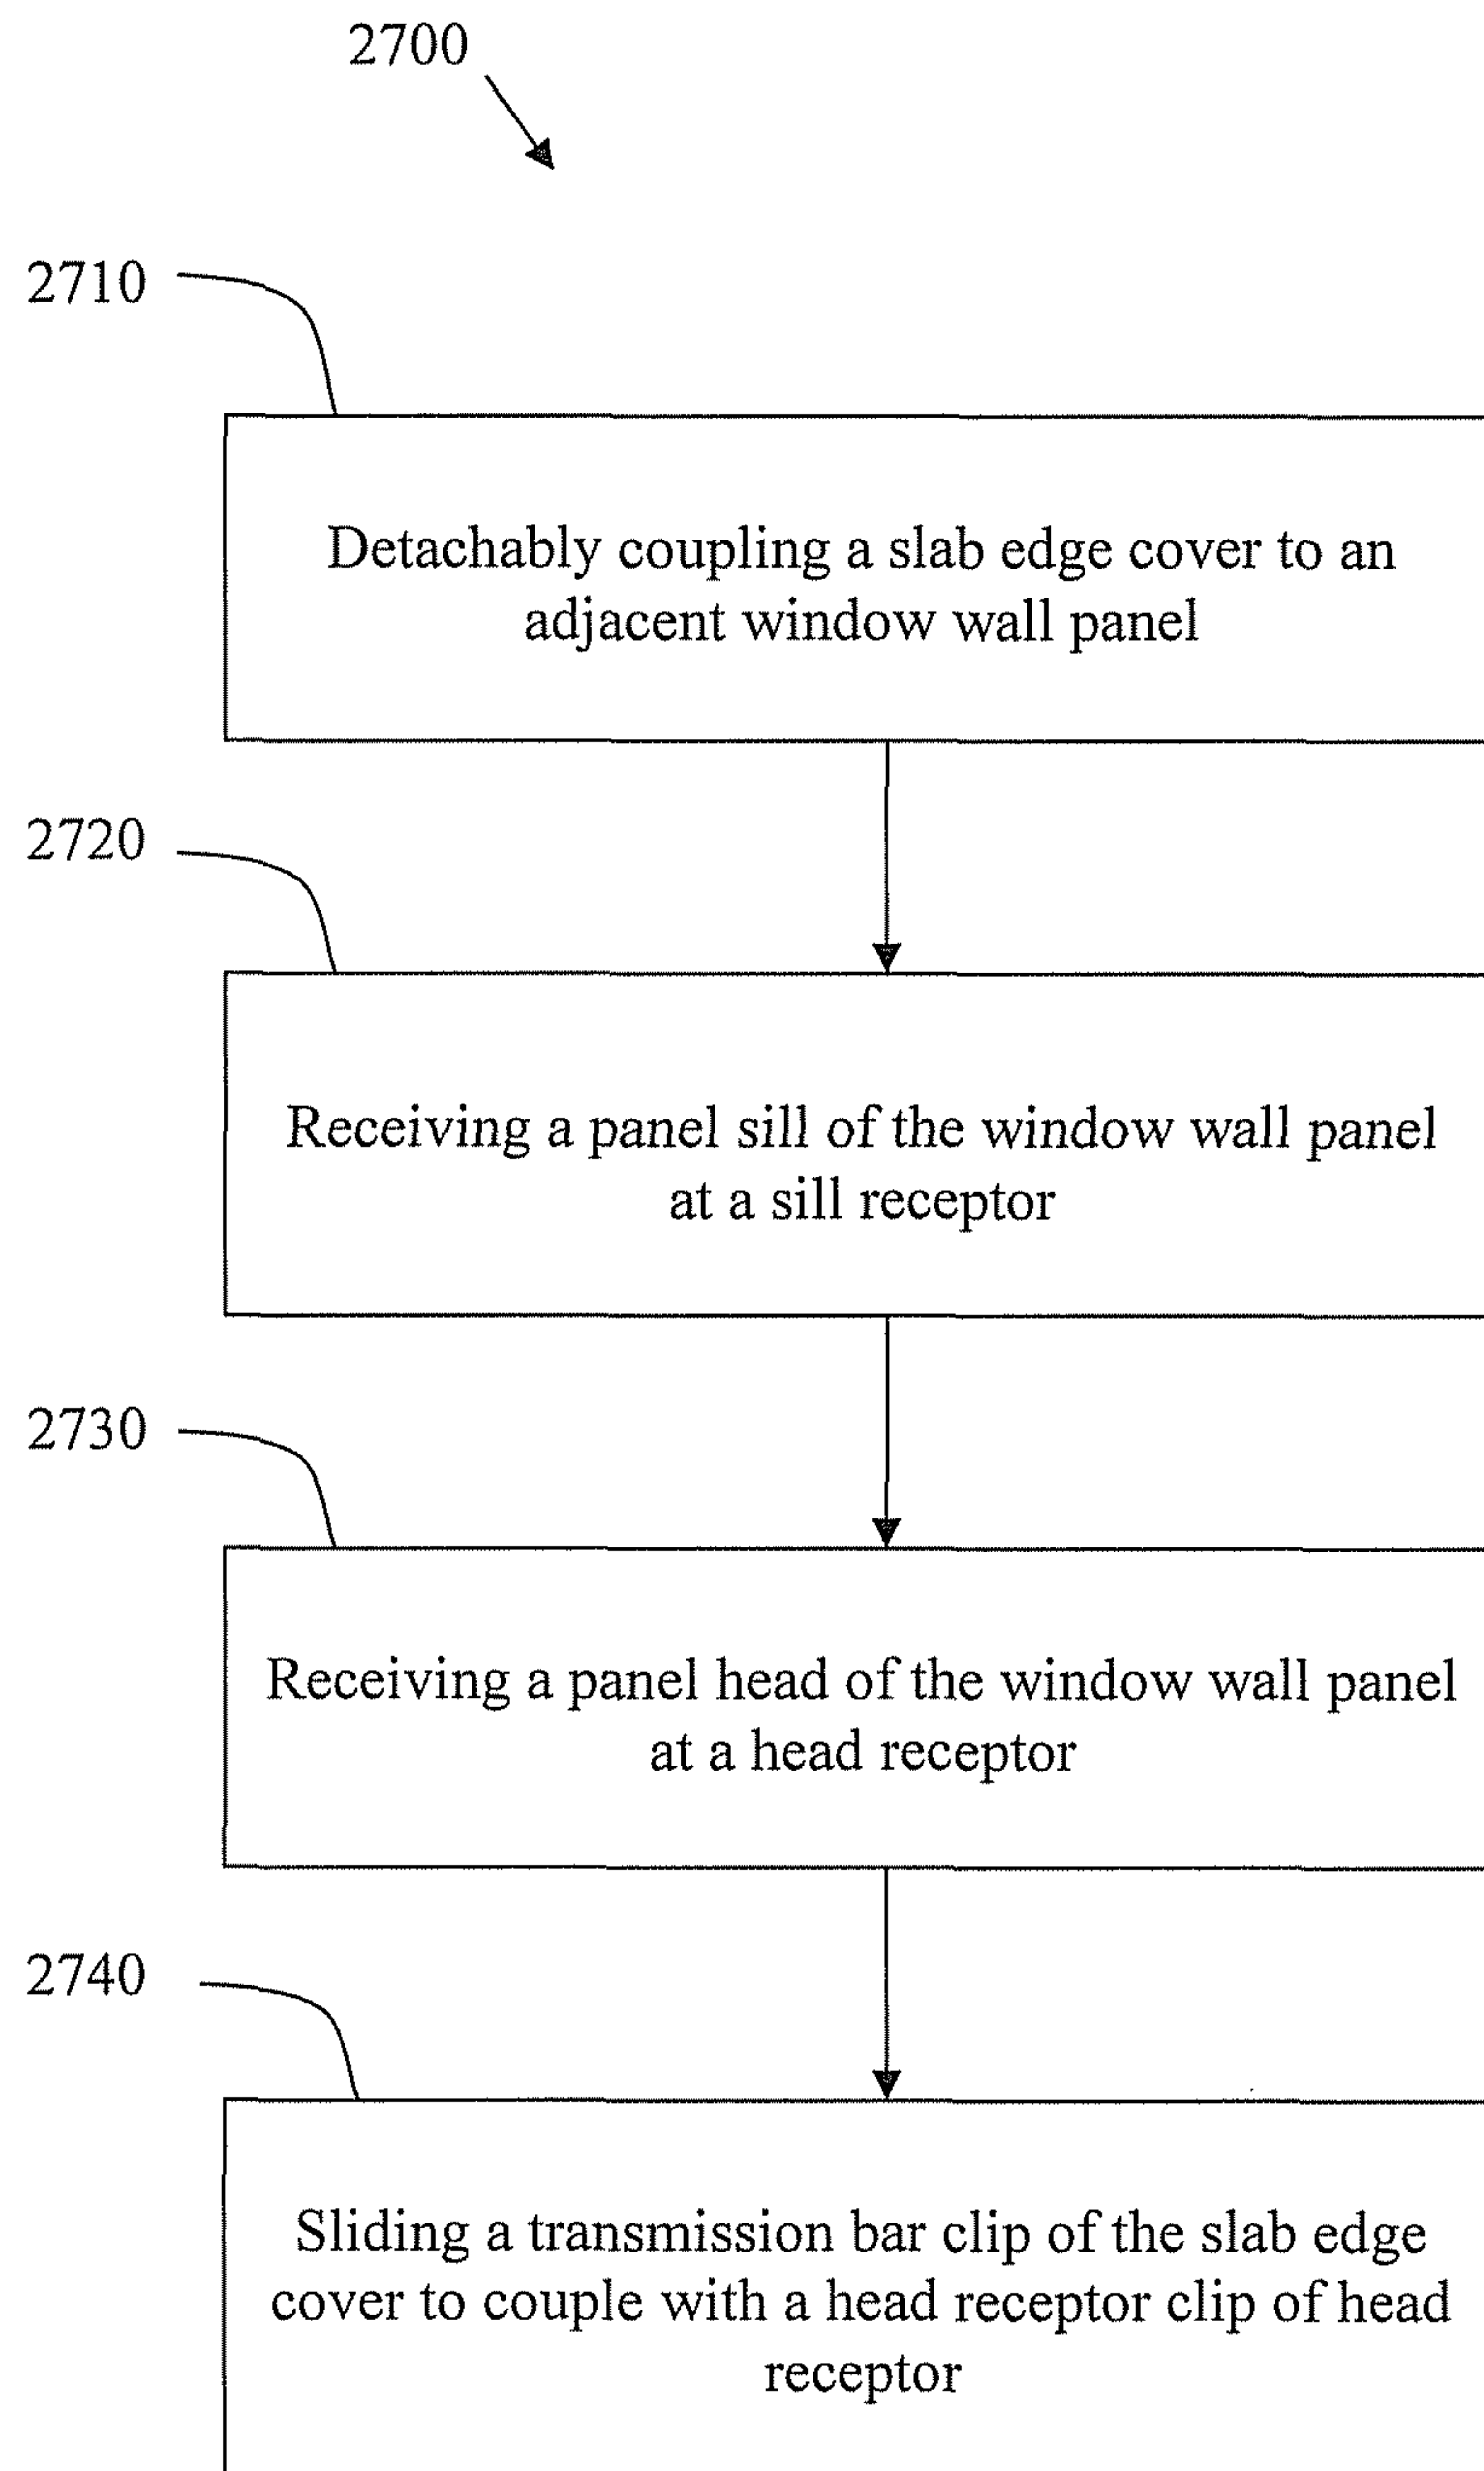 2700
2710
Detachably coupling a slab edge cover to an
adjacent window wall panel
2720
Receiving a panel sill of the window wall panel
at a sill receptor
2730
Receiving a panel head of the window wall panel
at a head receptor
2740
Sliding a transmission bar clip of the slab edge
cover to couple with a head receptor clip of head
receptor